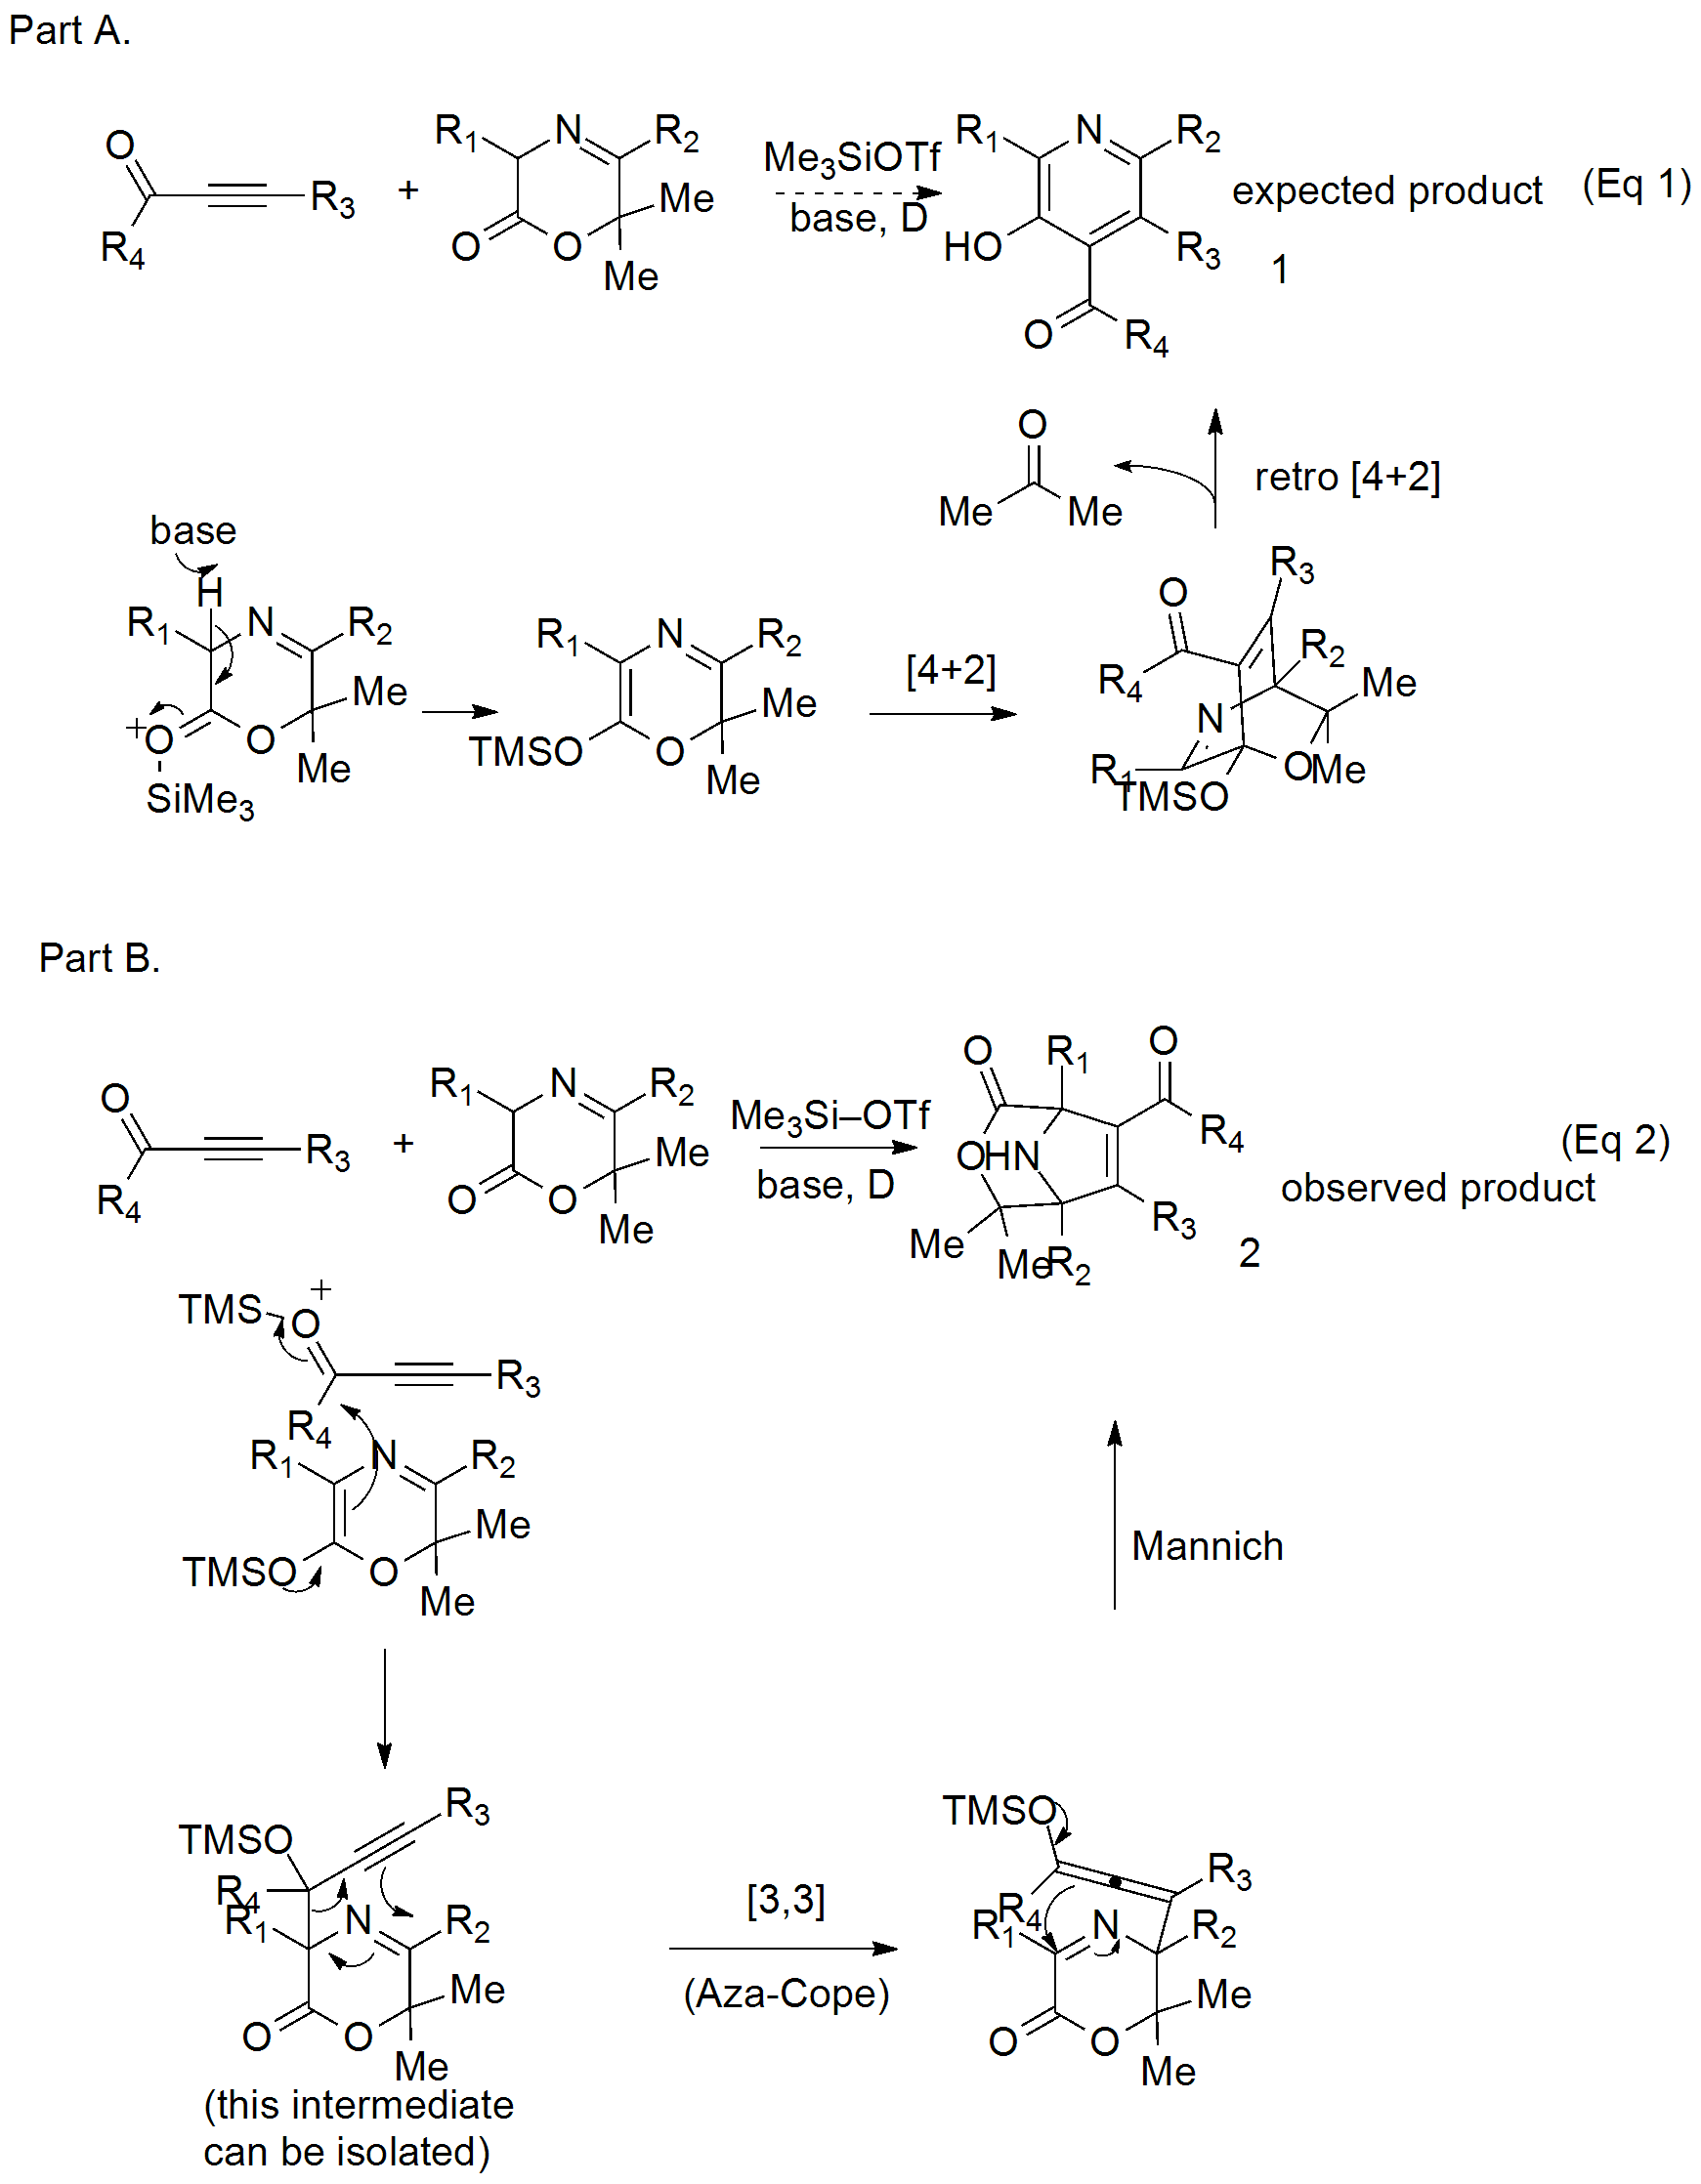 Part A.
O
R4
R3
+
R1
N
R2
O
O
Me
Me
Me3SiOTf
base, D
R1
N
R2
HO
R3
O
R4
expected product
1
(Eq 1)
O
Me
Me
retro [4+2]
base
H
R1
N
R2
+
O
O
Me
Me
SiMe3
R1
N
R2
TMSO
O
Me
Me
[4+2]
O
R3
R4
R2
N
Me
R1
O
Me
TMSO
Part B.
O
R4
R3
+
R1
N
R2
O
O
Me
Me
Me3Si–OTf
base, D
O
R1
O
R4
OHN
R3
Me
Me
R2
2
(Eq 2)
observed product
TMS
O
+
R4
R3
R1
N
R2
TMSO
O
Me
Me
Mannich
TMSO
R3
R4
R1
N
R2
O
O
Me
Me
(this intermediate
can be isolated)
[3,3]
(Aza-Cope)
TMSO
R4
R3
R1
N
R2
O
O
Me
Me